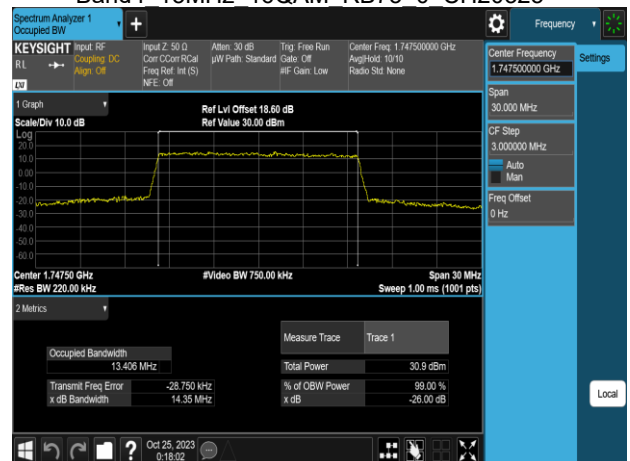 Spectrum Analyzer 1
Occupied BW
Frequency
KEYSIGHT
RL
LXI
Input: RF
Coupling: DC
Align: Off
Input Z: 50 Ω
Corr CCorr RCal
Freq Ref: Int (S)
NFE: Off
Atten: 30 dB
µW Path: Standard
Trig: Free Run
Gate: Off
#IF Gain: Low
Center Freq: 1.747500000 GHz
Avg|Hold: 10/10
Radio Std: None
Center Frequency
1.747500000 GHz
Settings
Span
30.000 MHz
CF Step
3.000000 MHz
Auto
Man
Freq Offset
0 Hz
Local
1 Graph
Scale/Div 10.0 dB
Ref Lvl Offset 18.60 dB
Ref Value 30.00 dBm
Log
20.0
10.0
0.00
-10.0
-20.0
-30.0
-40.0
-50.0
-60.0
Center 1.74750 GHz
#Res BW 220.00 kHz
#Video BW 750.00 kHz
Span 30 MHz
Sweep 1.00 ms (1001 pts)
2 Metrics
Measure Trace Trace 1
Occupied Bandwidth
13.406 MHz
Total Power 30.9 dBm
Transmit Freq Error -28.750 kHz
% of OBW Power 99.00 %
x dB Bandwidth 14.35 MHz
x dB -26.00 dB
Oct 25, 2023
0:18:02